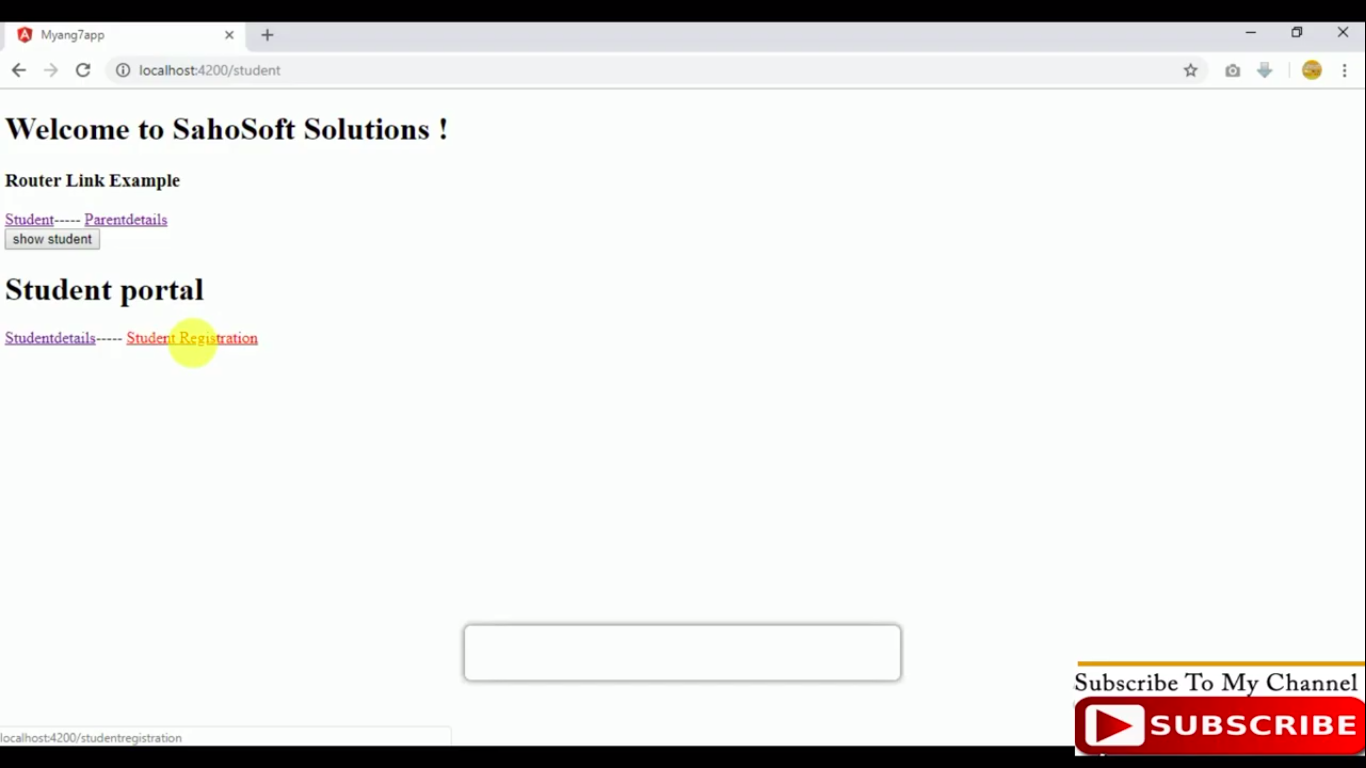 Myang7app
localhost:4200/student
Welcome to SahoSoft Solutions !
Router Link Example
Student----- Parentdetails
show student
Student portal
Studentdetails----- Student Registration
Subscribe To My Channel
SUBSCRIBE
localhost:4200/studentregistration